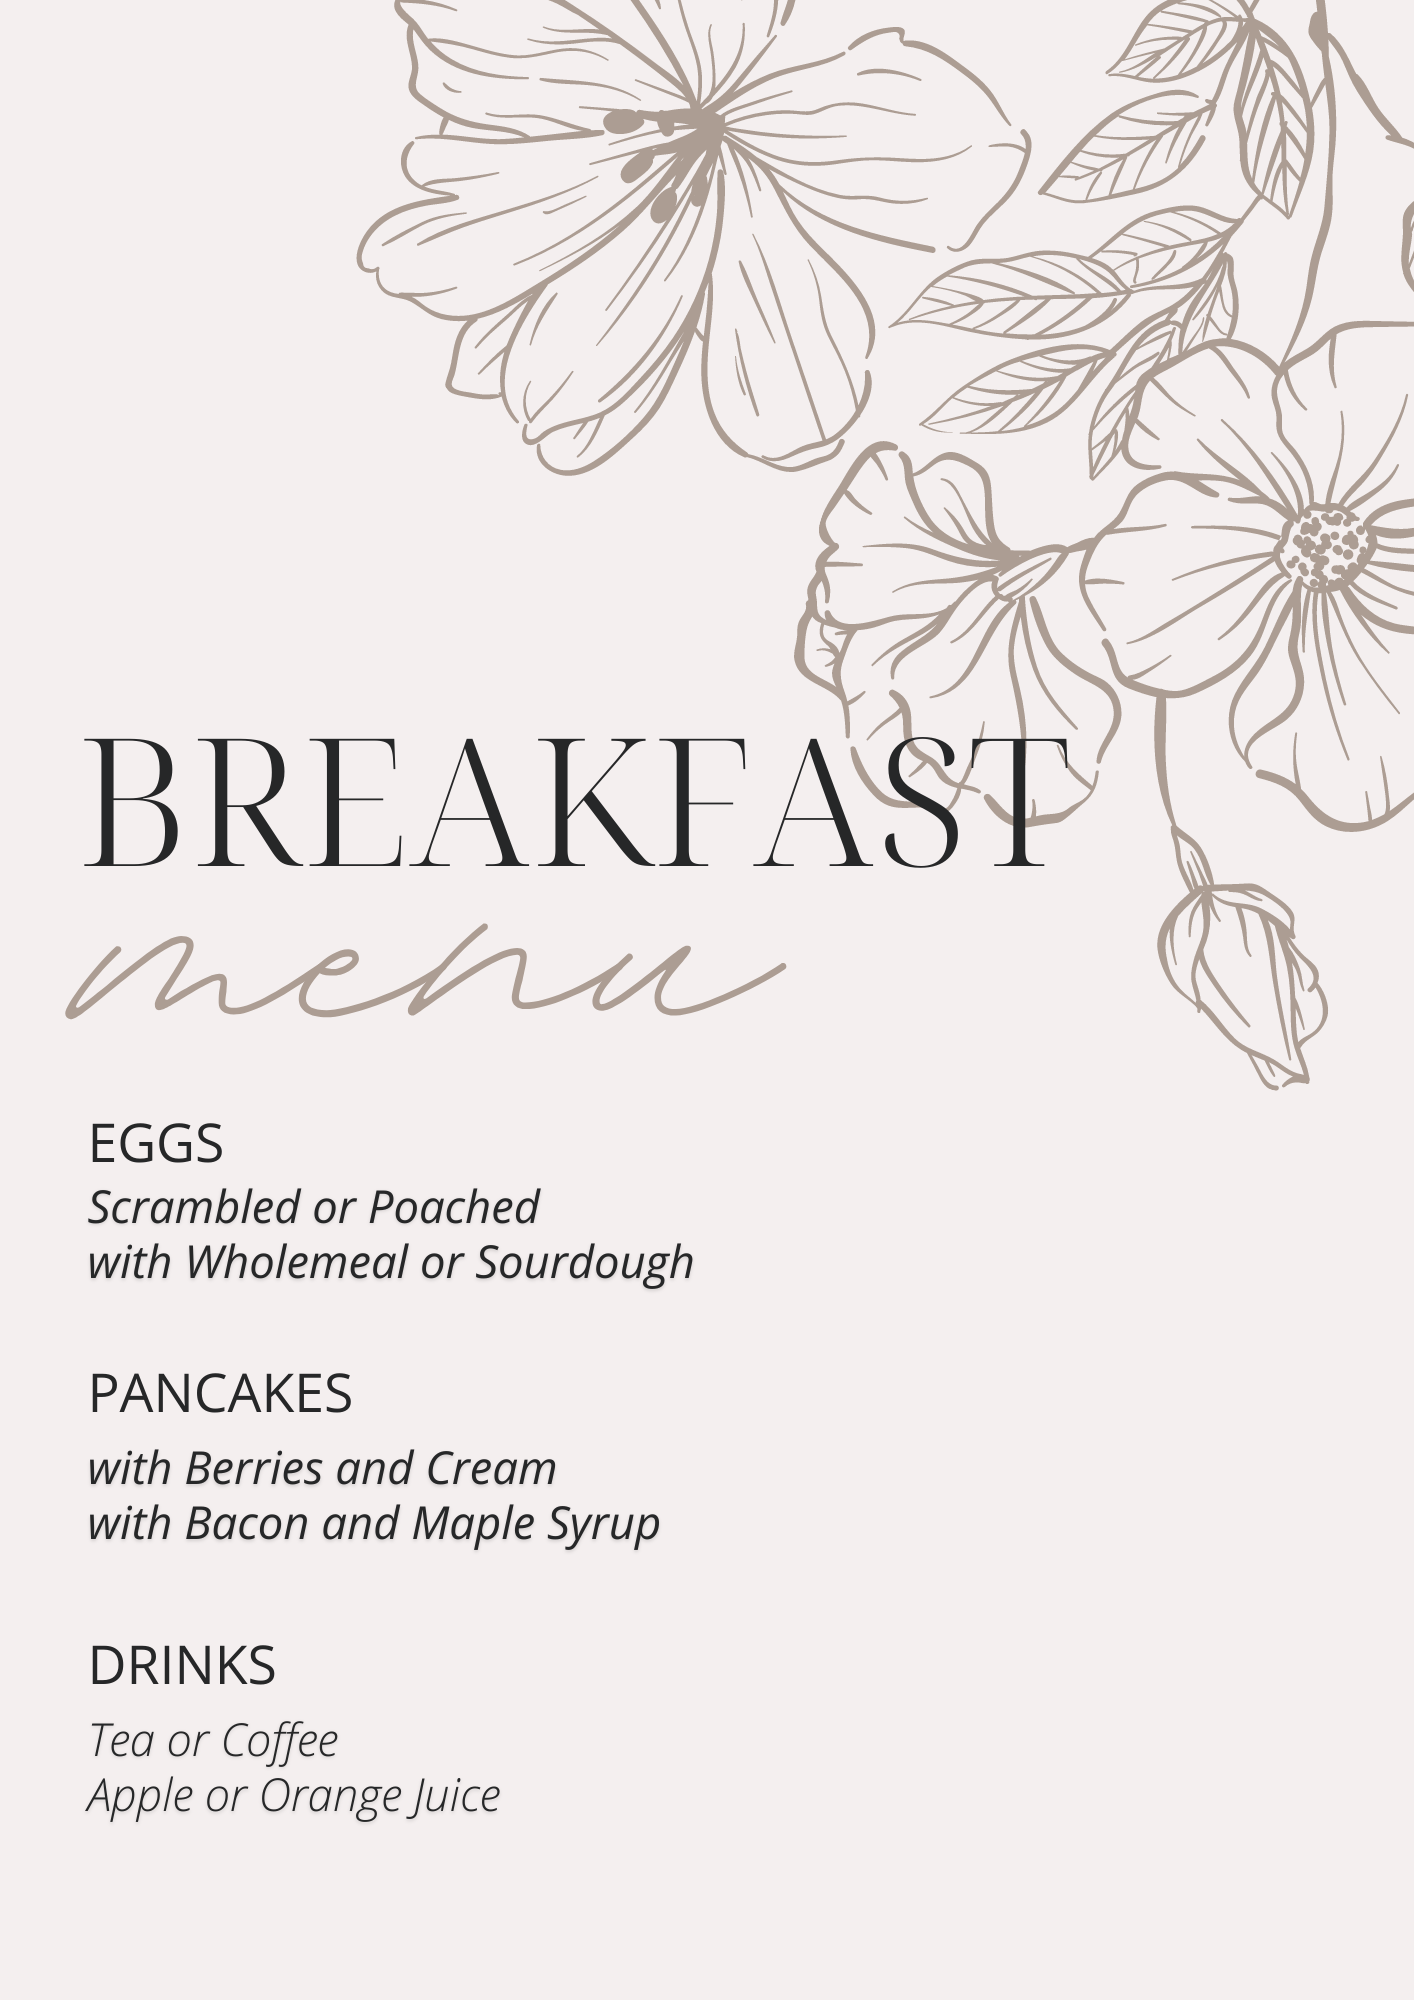 BREAKFAST
menu
EGGS
Scrambled or Poached
with Wholemeal or Sourdough
PANCAKES
with Berries and Cream
with Bacon and Maple Syrup
DRINKS
Tea or Coffee
Apple or Orange Juice